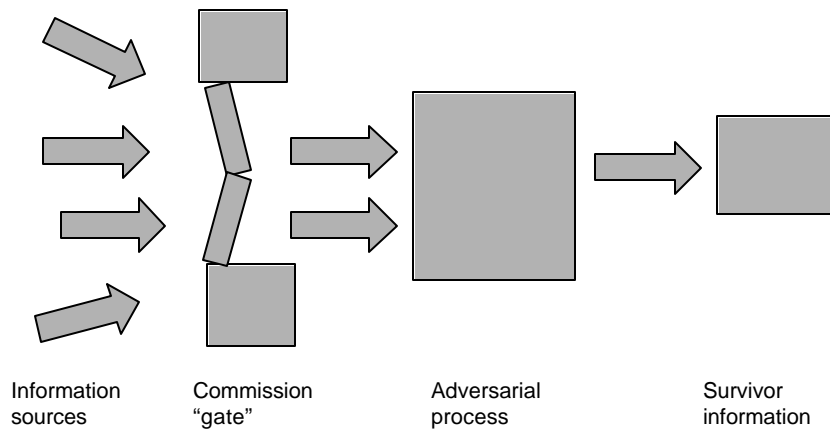 Information
sources
Commission
“gate”
Adversarial
process
Survivor
information